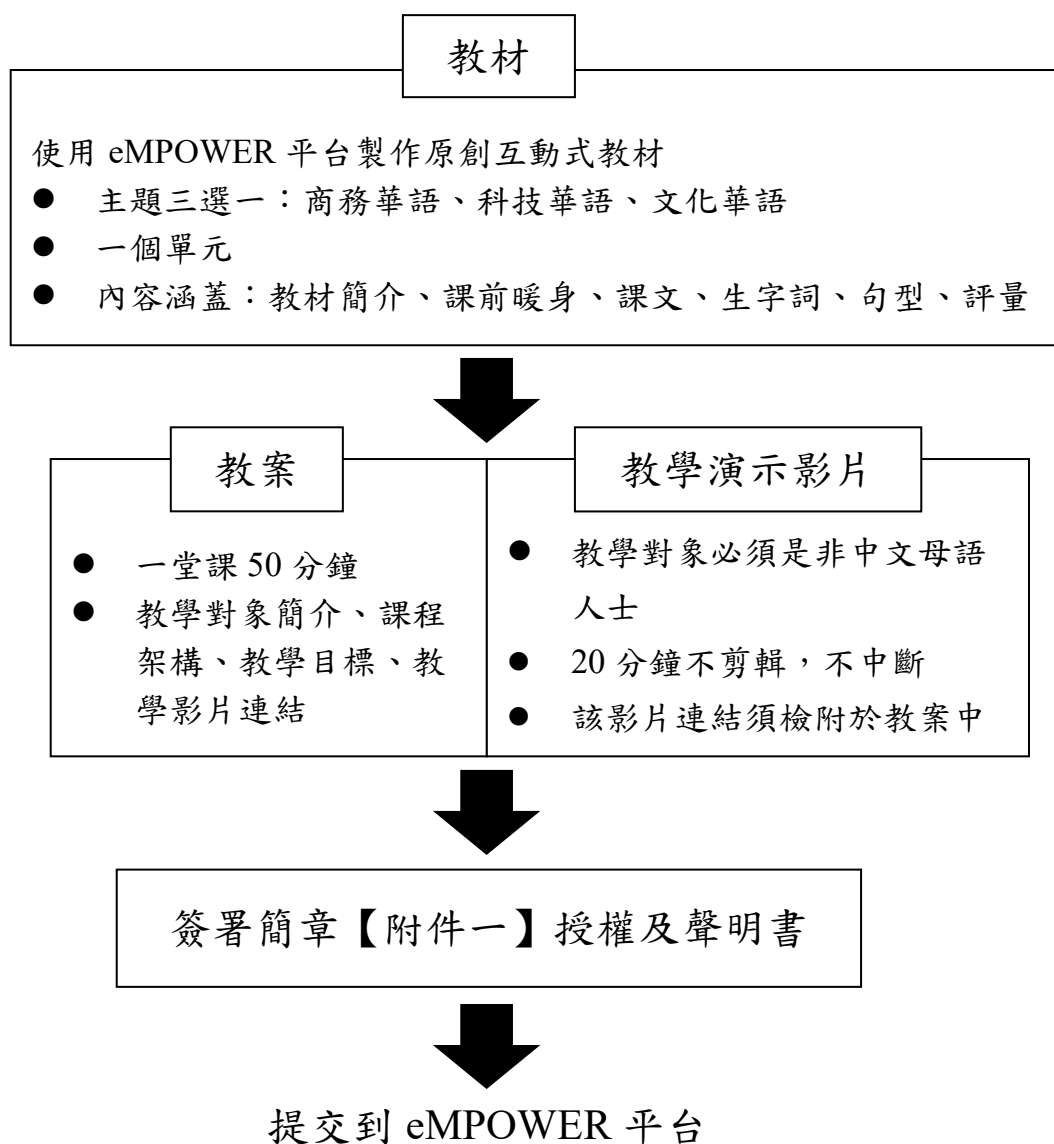 教材
使用 eMPOWER 平台製作原創互動式教材
● 主題三選一：商務華語、科技華語、文化華語
● 一個單元
● 內容涵蓋：教材簡介、課前暖身、課文、生字詞、句型、評量
教案
● 一堂課 50 分鐘
● 教學對象簡介、課程
架構、教學目標、教
學影片連結
教學演示影片
● 教學對象必須是非中文母語
人士
● 20 分鐘不剪輯，不中斷
● 該影片連結須檢附於教案中
簽署簡章【附件一】授權及聲明書
提交到 eMPOWER 平台